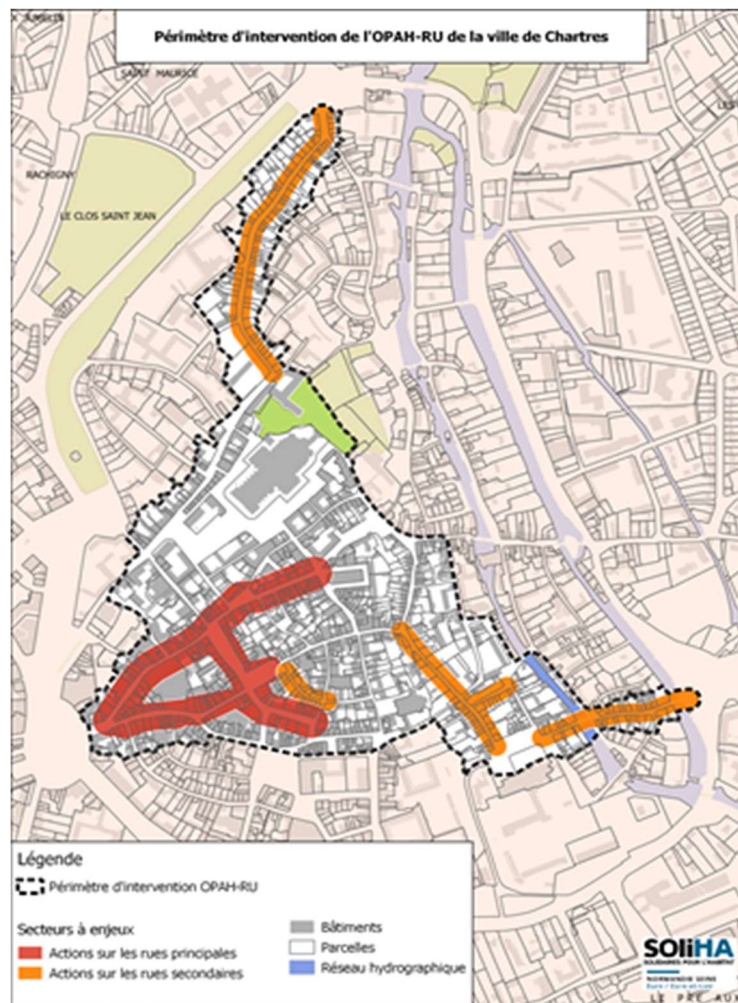 Périmètre d'intervention de l'OPAH-RU de la ville de Chartres
SAINT MAURICE
RACHIGNY
LE CLOS SAINT JEAN
Légende
Périmètre d'intervention OPAH-RU
Secteurs à enjeux
Actions sur les rues principales
Actions sur les rues secondaires
Bâtiments
Parcelles
Réseau hydrographique
SOLiHA
SOLIDAIRES POUR L'HABITAT
NORMANDIE SEINE